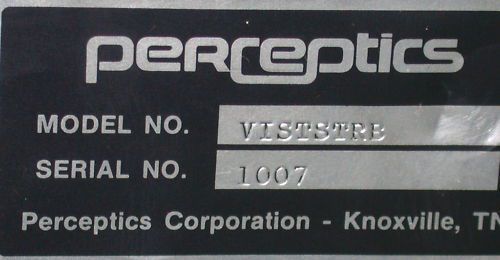 perceptics
MODEL NO. VISTSTRB
SERIAL NO. 1007
Perceptics Corporation - Knoxville, TN